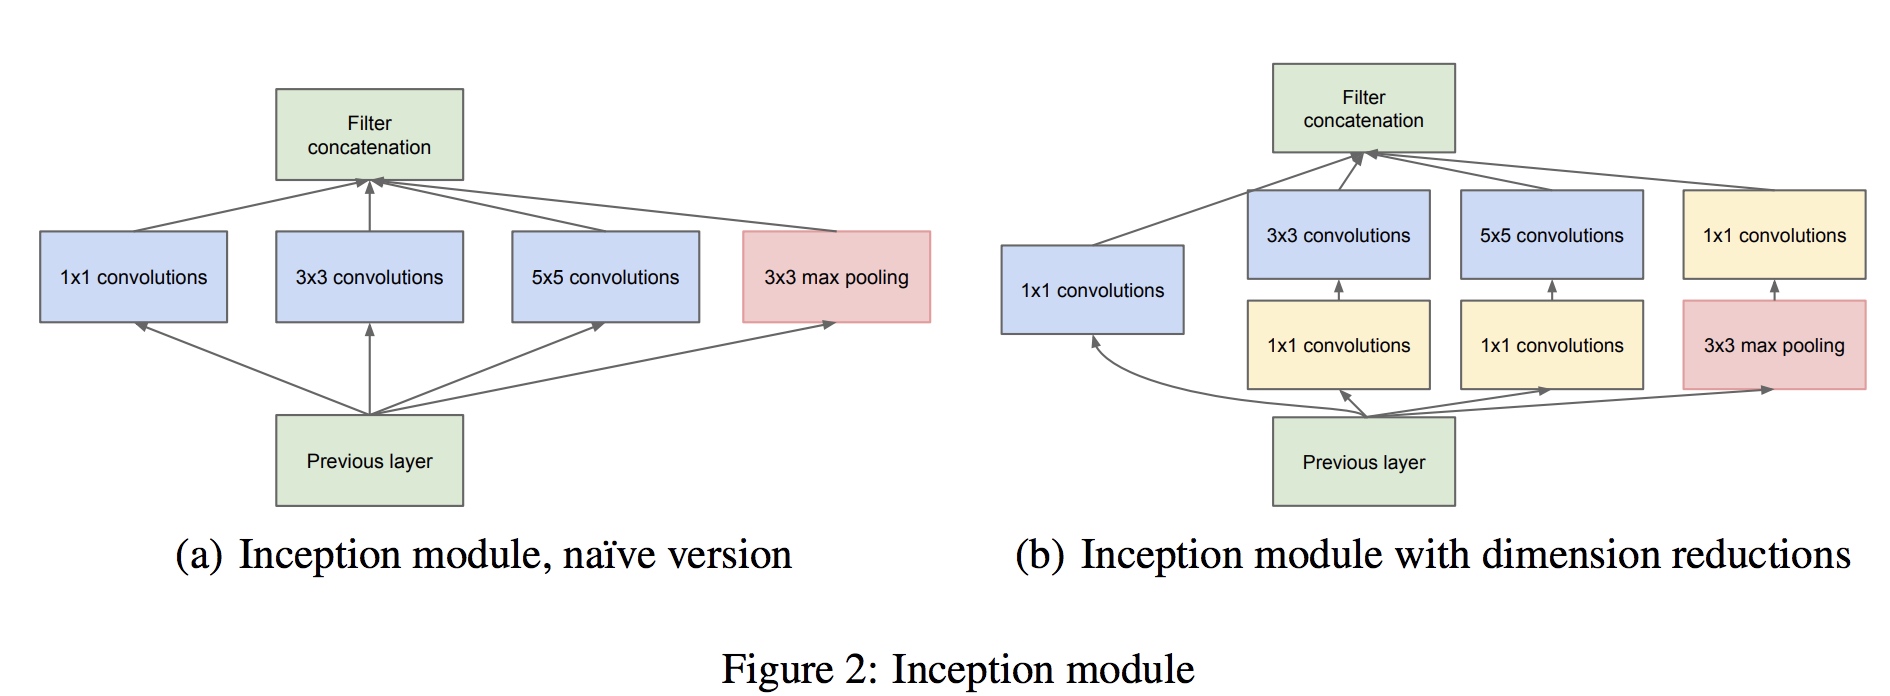 Filter
concatenation
1x1 convolutions
3x3 convolutions
5x5 convolutions
3x3 max pooling
Previous layer
(a) Inception module, naïve version
Filter
concatenation
3x3 convolutions
5x5 convolutions
1x1 convolutions
1x1 convolutions
1x1 convolutions
1x1 convolutions
3x3 max pooling
Previous layer
(b) Inception module with dimension reductions
Figure 2: Inception module